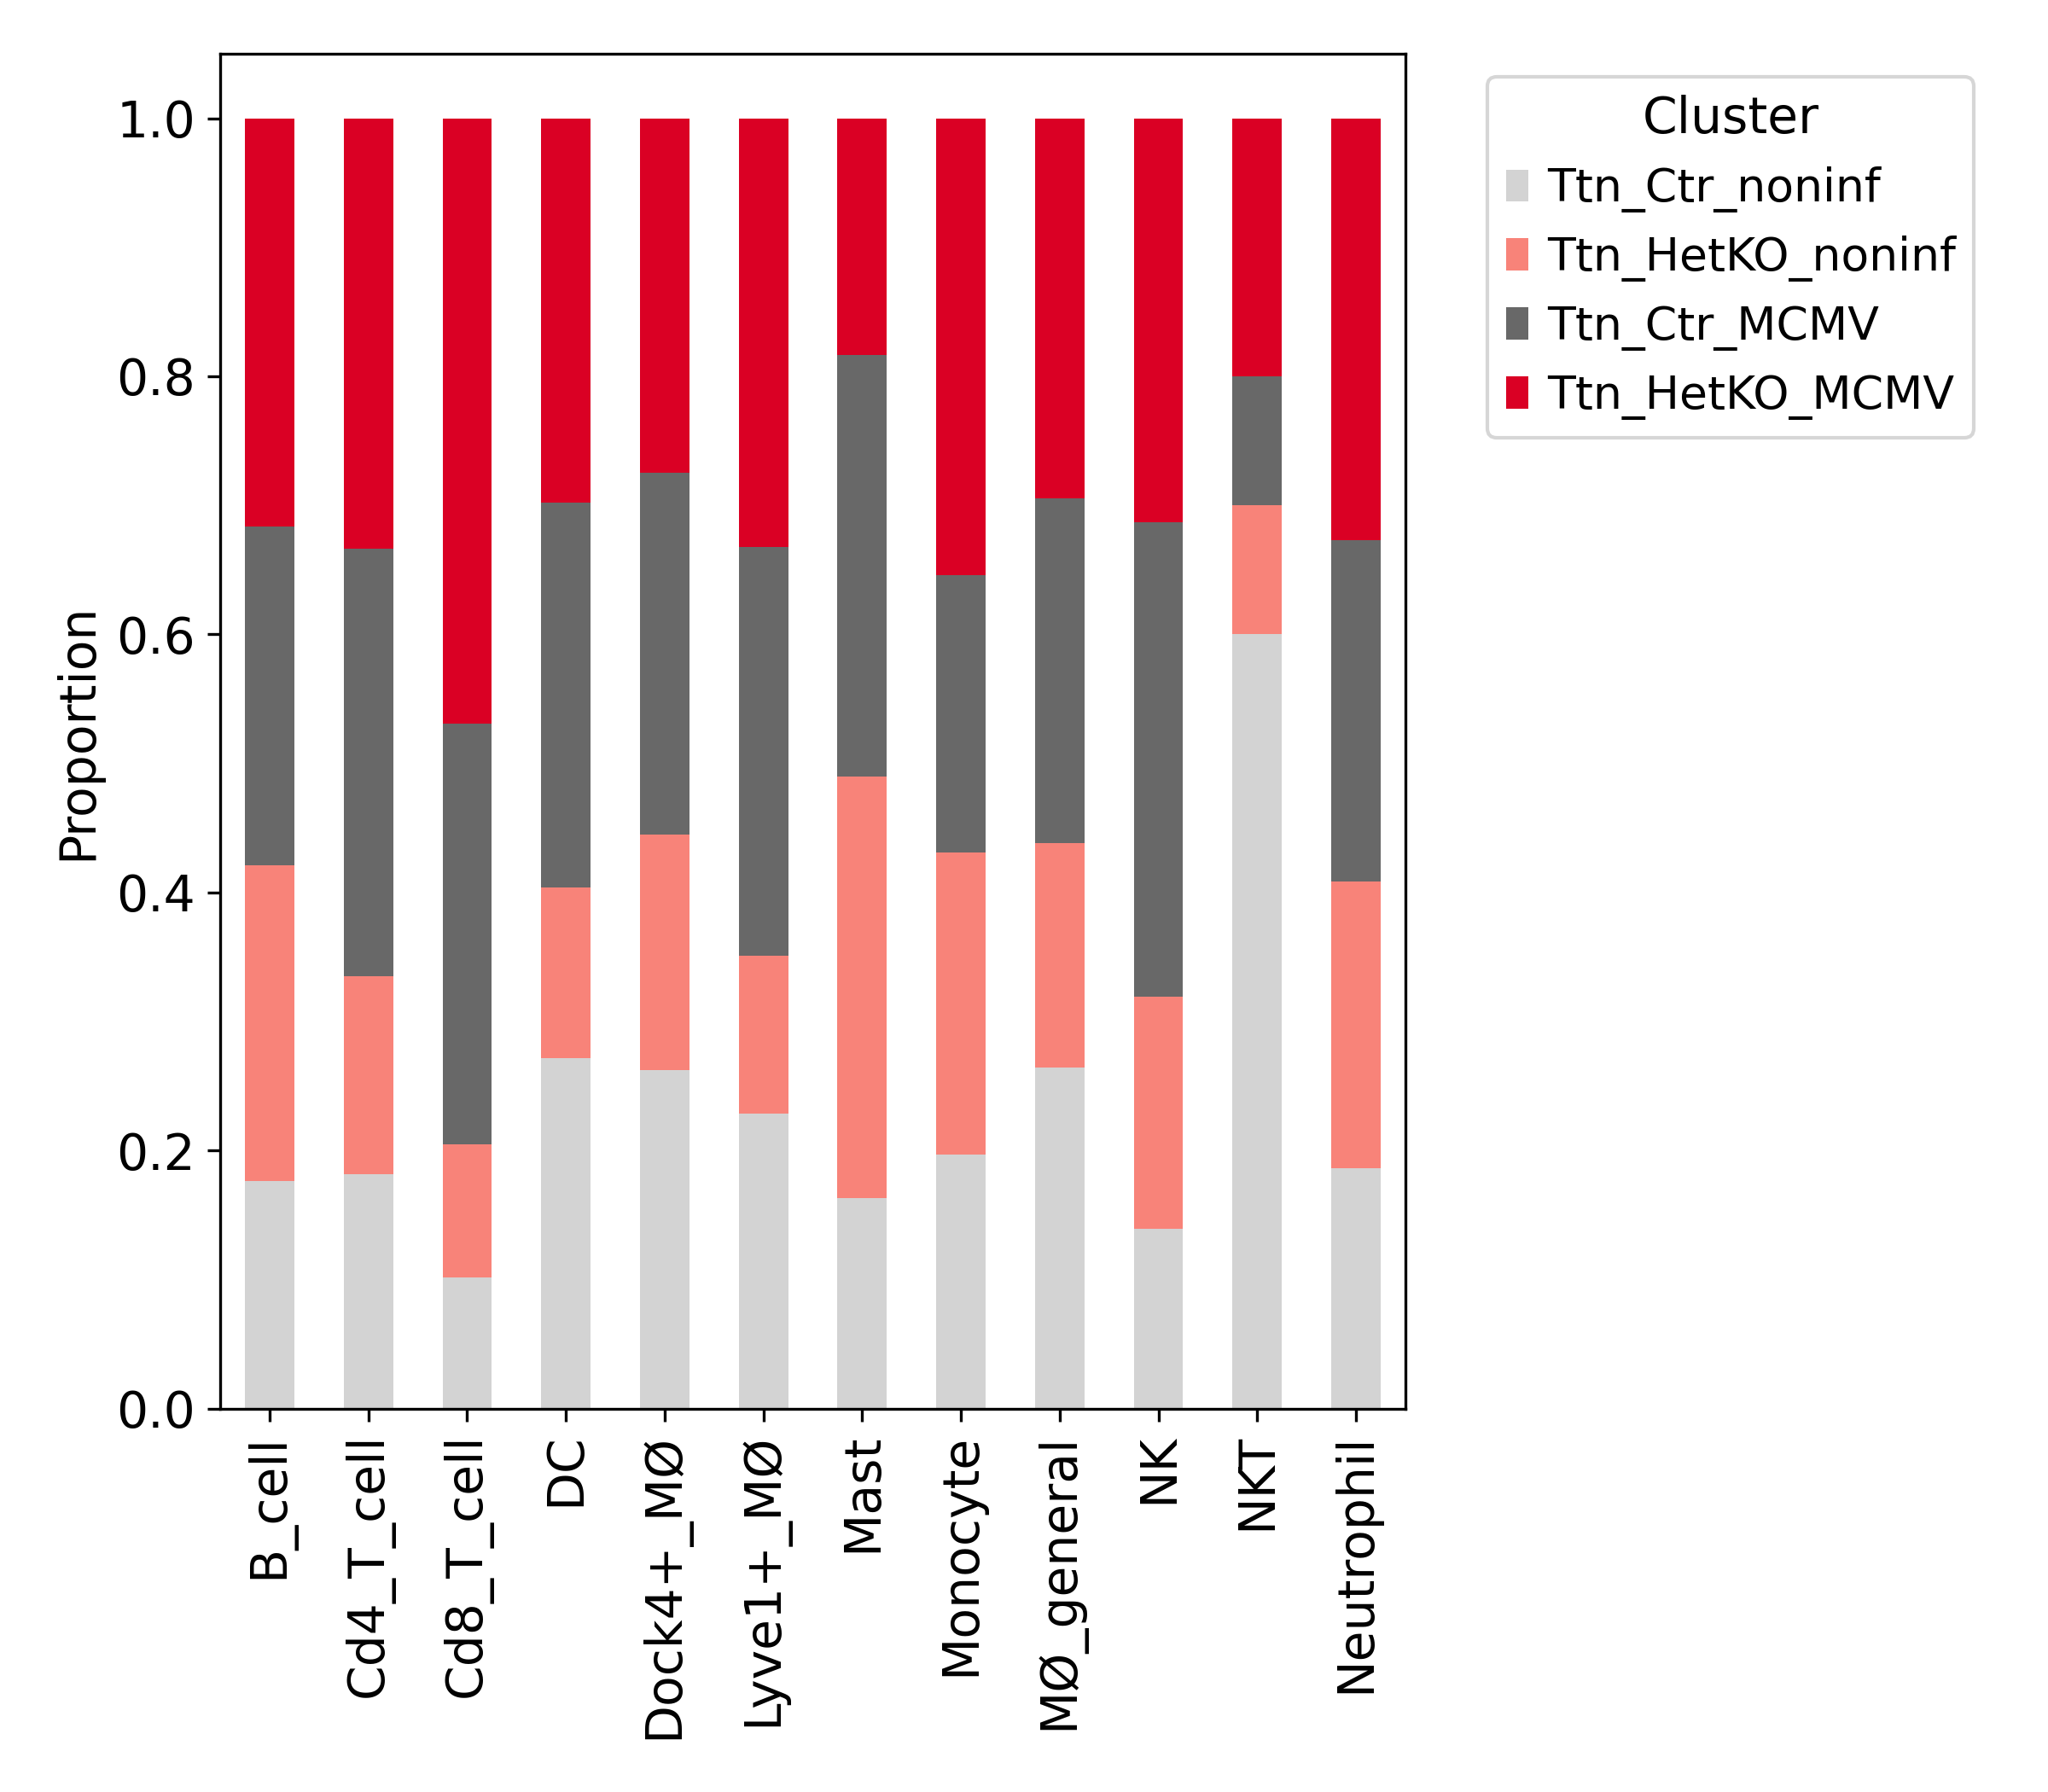 Proportion
1.0
0.8
0.6
0.4
0.2
0.0
B_cell
Cd4_T_cell
Cd8_T_cell
DC
Dock4+_MØ
Lyve1+_MØ
Mast
Monocyte
MØ_general
NK
NKT
Neutrophil
Cluster
Ttn_Ctr_noninf
Ttn_HetKO_noninf
Ttn_Ctr_MCMV
Ttn_HetKO_MCMV